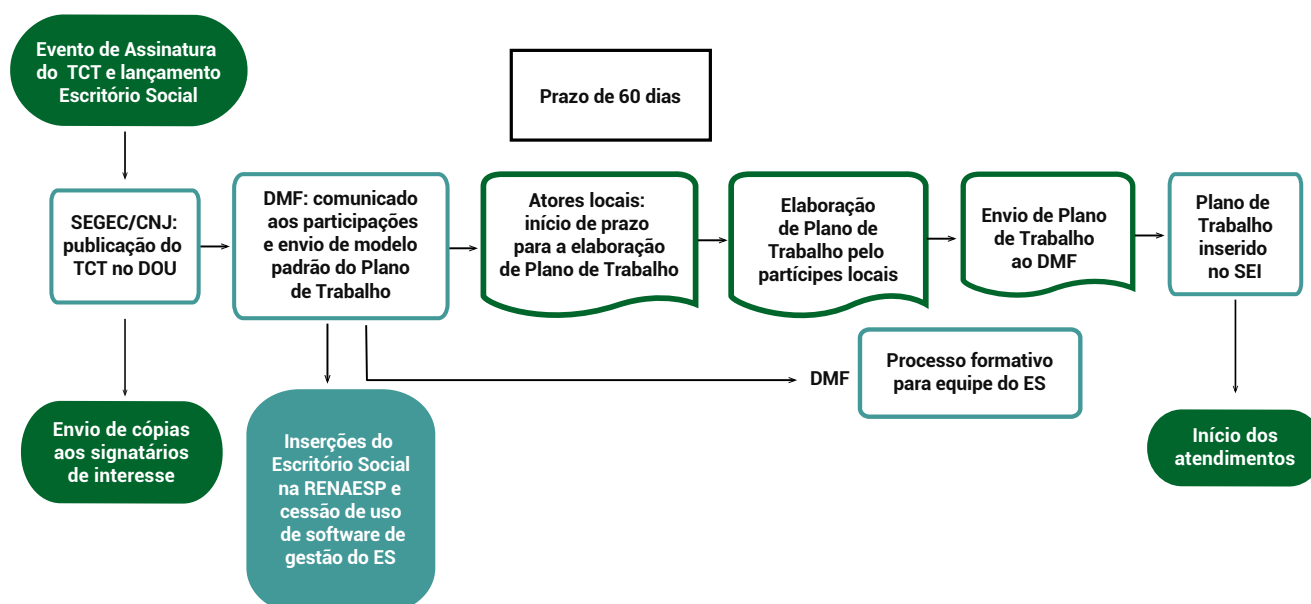 Evento de Assinatura
do TCT e lançamento
Escritório Social
Prazo de 60 dias
SEGEC/CNJ:
publicação do
TCT no DOU
DMF: comunicado
aos participações
e envio de modelo
padrão do Plano
de Trabalho
Atores locais:
início de prazo
para a elaboração
de Plano de Trabalho
Elaboração
de Plano de
Trabalho pelo
partícipes locais
Envio de Plano
de Trabalho
ao DMF
Plano de
Trabalho
inserido
no SEI
DMF
Processo formativo
para equipe do ES
Envio de cópias
aos signatários
de interesse
Inserções do
Escritório Social
na RENAESP e
cessão de uso
de software de
gestão do ES
Início dos
atendimentos